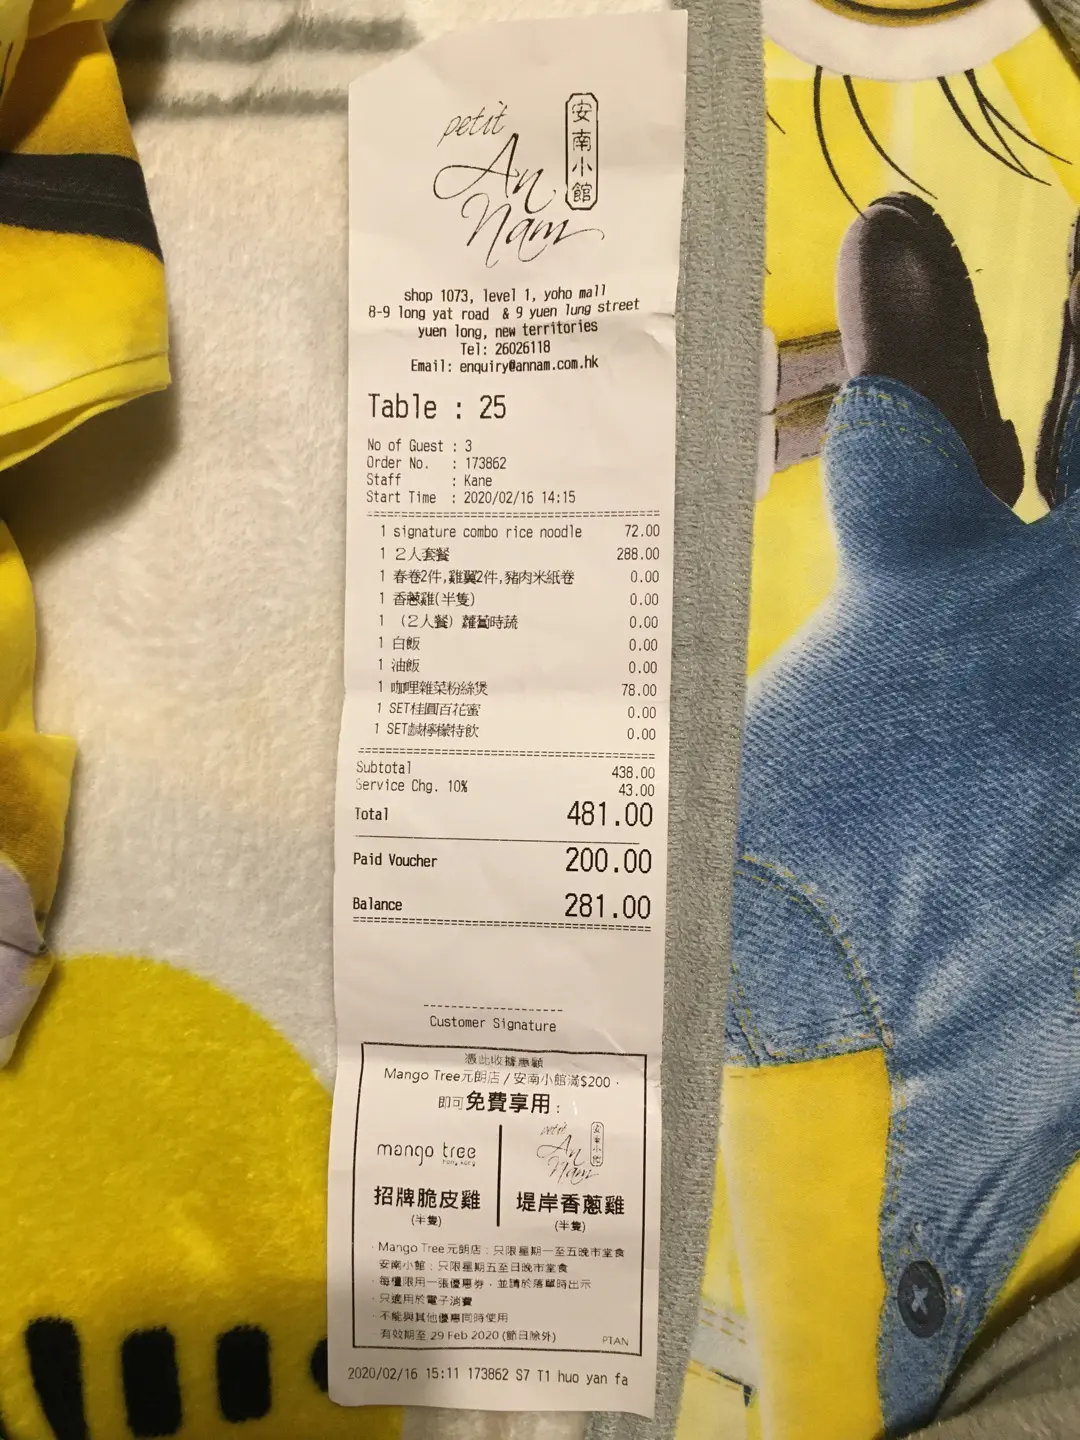 petit
An
Nam
安南小館
shop 1073, level 1, yoho mall
8-9 long yat road & 9 yuen lung street
yuen long, new territories
Tel: 26026118
Email: enquiry@annam.com.hk
Table : 25
No of Guest : 3
Order No. : 173862
Staff : Kane
Start Time : 2020/02/16 14:15
1 signature combo rice noodle 72.00
1 2人套餐 288.00
1 春卷2件,雞翼2件,豬肉米紙卷 0.00
1 香蔥雞(半隻) 0.00
1 (2人餐) 蘿蔔時蔬 0.00
1 白飯 0.00
1 油飯 0.00
1 咖喱雜菜粉絲煲 78.00
1 SET桂圓百花蜜 0.00
1 SET鹹檸檬特飲 0.00
Subtotal 438.00
Service Chg. 10% 43.00
Total 481.00
Paid Voucher 200.00
Balance 281.00
Customer Signature
憑此收據惠顧
Mango Tree元朗店 / 安南小館滿$200,
即可免費享用:
mango tree
hong kong
petit
An
Nam
安南小館
招牌脆皮雞
(半隻)
堤岸香蔥雞
(半隻)
· Mango Tree元朗店 : 只限星期一至五晚市堂食
安南小館 : 只限星期五至日晚市堂食
· 每檯限用一張優惠券, 並請於落單時出示
· 只適用於電子消費
· 不能與其他優惠同時使用
· 有效期至 29 Feb 2020 (節日除外)
PTAN
2020/02/16 15:11 173862 S7 T1 huo yan fa